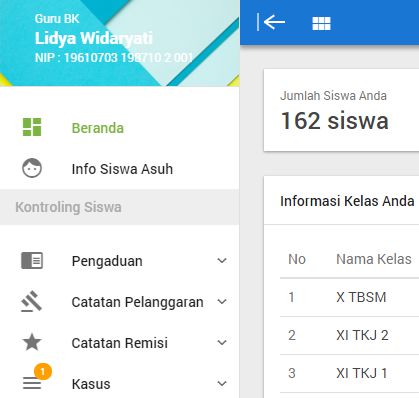 Guru BK
Lidya Widaryati
NIP : 19610703 198710 2 001
Beranda
Info Siswa Asuh
Kontroling Siswa
Pengaduan
Catatan Pelanggaran
Catatan Remisi
1
Kasus
Jumlah Siswa Anda
162 siswa
Informasi Kelas Anda
No Nama Kelas
1 X TBSM
2 XI TKJ 2
3 XI TKJ 1